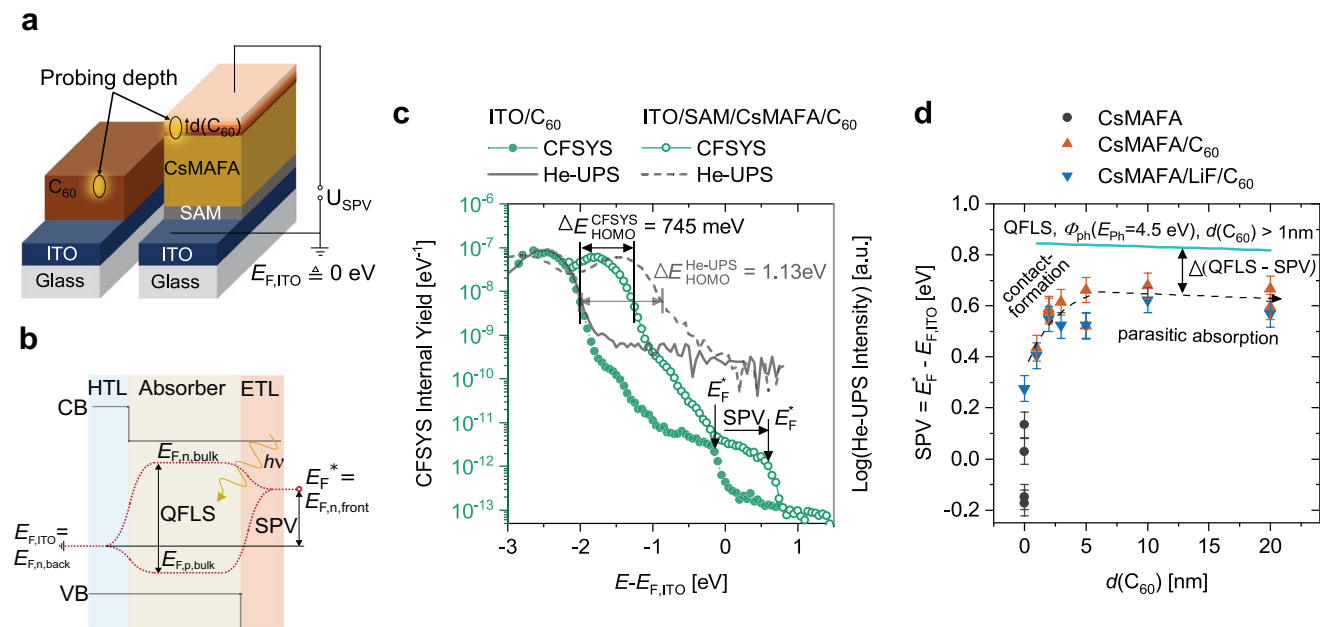 a
Probing depth
d(C60)
C60
CsMAFA
SAM
ITO
ITO
Glass
Glass
USPV
EF,ITO ≙ 0 eV
b
HTL
Absorber
ETL
CB
EF,n,bulk
hν
EF* =
EF,n,front
QFLS
SPV
EF,ITO=
EF,n,back
EF,p,bulk
VB
c
ITO/C60
ITO/SAM/CsMAFA/C60
CFSYS
CFSYS
He-UPS
He-UPS
CFSYS Internal Yield [eV-1]
10-6
10-7
10-8
10-9
10-10
10-11
10-12
10-13
ΔE CFSYS HOMO = 745 meV
ΔE He-UPS HOMO = 1.13eV
EF*
SPV
EF*
Log(He-UPS Intensity) [a.u.]
-3
-2
-1
0
1
E-EF,ITO [eV]
d
CsMAFA
CsMAFA/C60
CsMAFA/LiF/C60
SPV = EF* - EF,ITO [eV]
1.0
0.8
0.6
0.4
0.2
0.0
-0.2
QFLS, Φph(EPh=4.5 eV), d(C60) > 1nm
Δ(QFLS - SPV)
contact-
formation
parasitic absorption
0
5
10
15
20
d(C60) [nm]